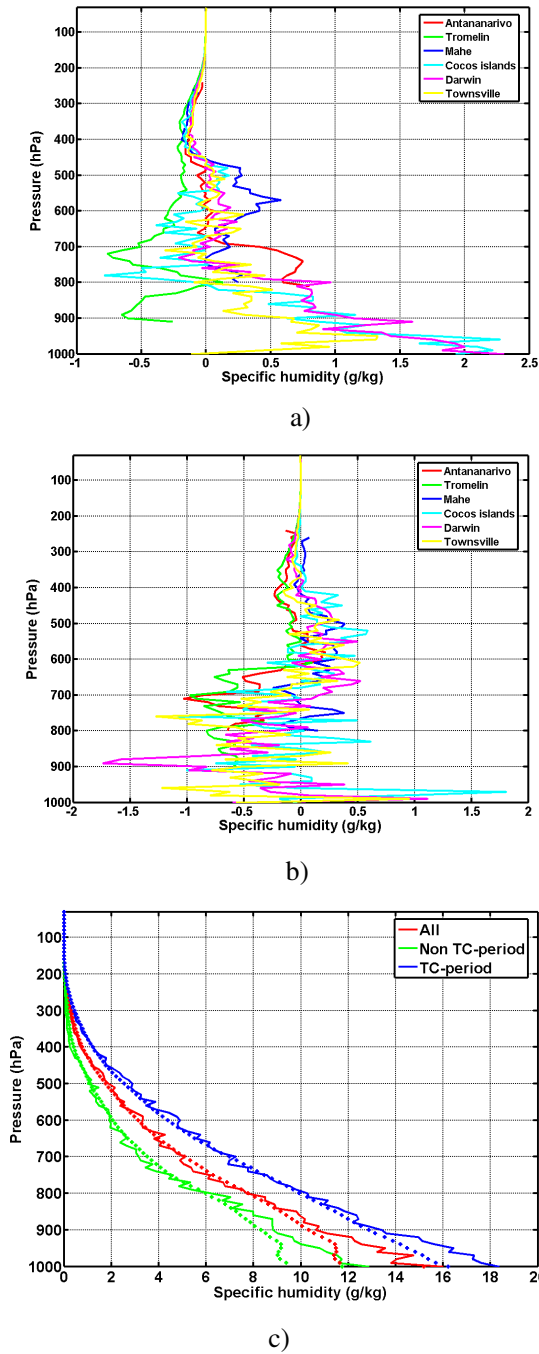 Antananarivo
Tromelin
Mahe
Cocos islands
Darwin
Townsville
Pressure (hPa)
100
200
300
400
500
600
700
800
900
1000
-1 -0.5 0 0.5 1 1.5 2 2.5
Specific humidity (g/kg)
a)
Antananarivo
Tromelin
Mahe
Cocos islands
Darwin
Townsville
Pressure (hPa)
100
200
300
400
500
600
700
800
900
1000
-2 -1.5 -1 -0.5 0 0.5 1 1.5 2
Specific humidity (g/kg)
b)
All
Non TC-period
TC-period
Pressure (hPa)
100
200
300
400
500
600
700
800
900
1000
0 2 4 6 8 10 12 14 16 18
Specific humidity (g/kg)
c)